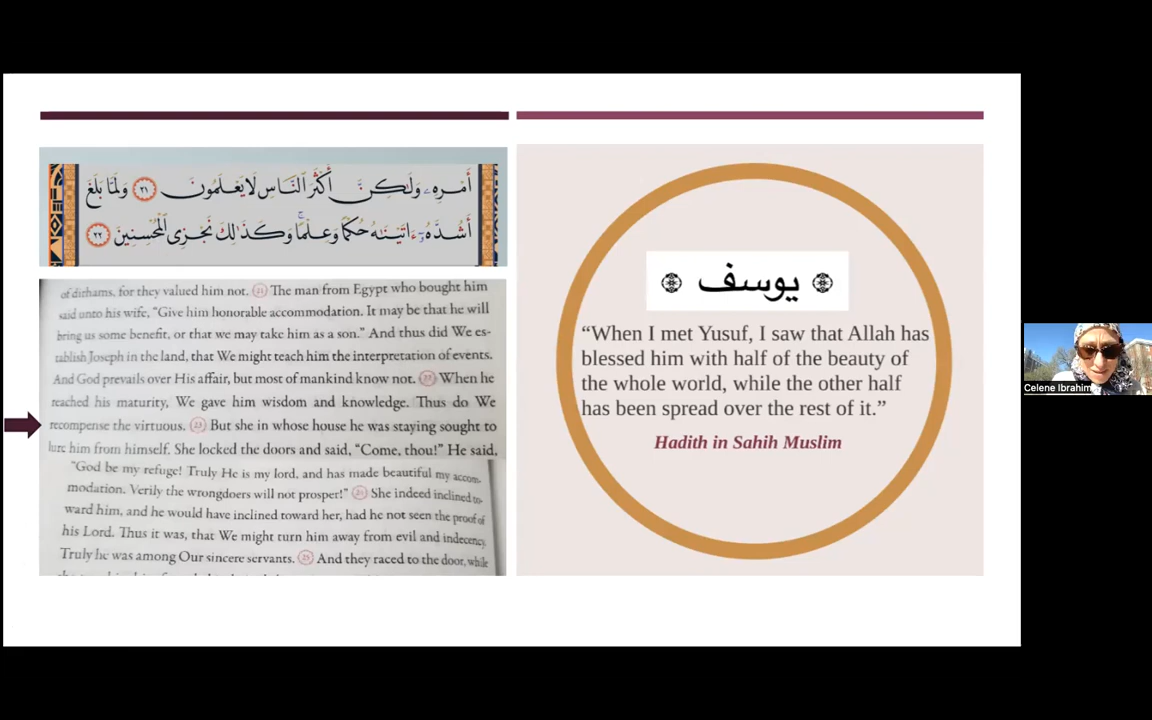 أَمْرِهِۦ وَلَٰكِنَّ أَكْثَرَ ٱلنَّاسِ لَا يَعْلَمُونَ ٢١ وَلَمَّا بَلَغَ
أَشُدَّهُۥٓ ءَاتَيْنَٰهُ حُكْمًا وَعِلْمًا ۚ وَكَذَٰلِكَ نَجْزِى ٱلْمُحْسِنِينَ ٢٢
of dirhams, for they valued him not. 21 The man from Egypt who bought him
said unto his wife, “Give him honorable accommodation. It may be that he will
bring us some benefit, or that we may take him as a son.” And thus did We es-
tablish Joseph in the land, that We might teach him the interpretation of events.
And God prevails over His affair, but most of mankind know not. 22 When he
reached his maturity, We gave him wisdom and knowledge. Thus do We
recompense the virtuous. 23 But she in whose house he was staying sought to
lure him from himself. She locked the doors and said, “Come, thou!” He said,
“God be my refuge! Truly He is my lord, and has made beautiful my accom-
modation. Verily the wrongdoers will not prosper!” 24 She indeed inclined to-
ward him, and he would have inclined toward her, had he not seen the proof of
his Lord. Thus it was, that We might turn him away from evil and indecency.
Truly he was among Our sincere servants. 25 And they raced to the door, while
يوسف
“When I met Yusuf, I saw that Allah has
blessed him with half of the beauty of
the whole world, while the other half
has been spread over the rest of it.”
Hadith in Sahih Muslim
Celene Ibrahim